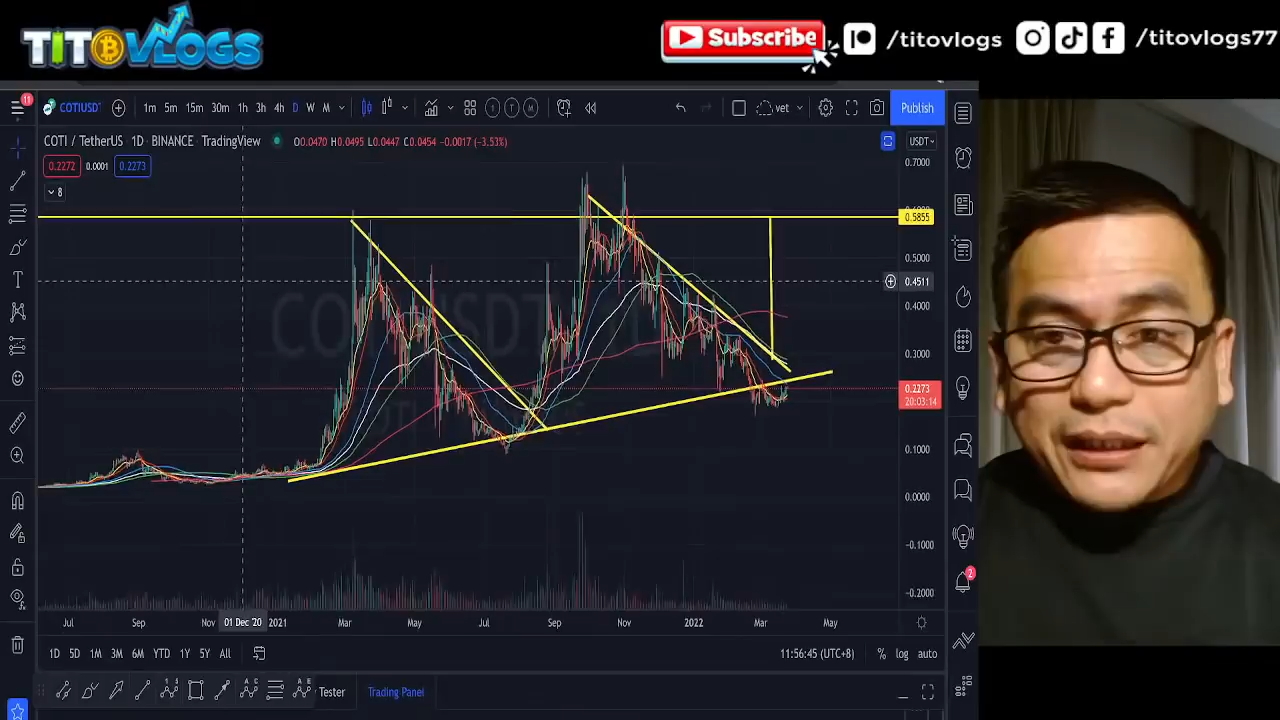 TITOVLOGS
Subscribe
/titovlogs
/titovlogs77
11
COTIUSDT
1m 5m 15m 30m 1h 3h 4h D W M
vet
Publish
COTI / TetherUS · 1D · BINANCE · TradingView
O0.0470 H0.0495 L0.0447 C0.0454 −0.0017 (−3.53%)
USDT
0.2272 0.0001 0.2273
8
0.7000
0.5855
0.5000
0.4511
0.4000
0.3000
0.2273
20:03:14
0.1000
0.0000
-0.1000
-0.2000
2
Jul Sep Nov 01 Dec '20 2021 Mar May Jul Sep Nov 2022 Mar May
1D 5D 1M 3M 6M YTD 1Y 5Y All
11:56:45 (UTC+8) % log auto
Tester Trading Panel